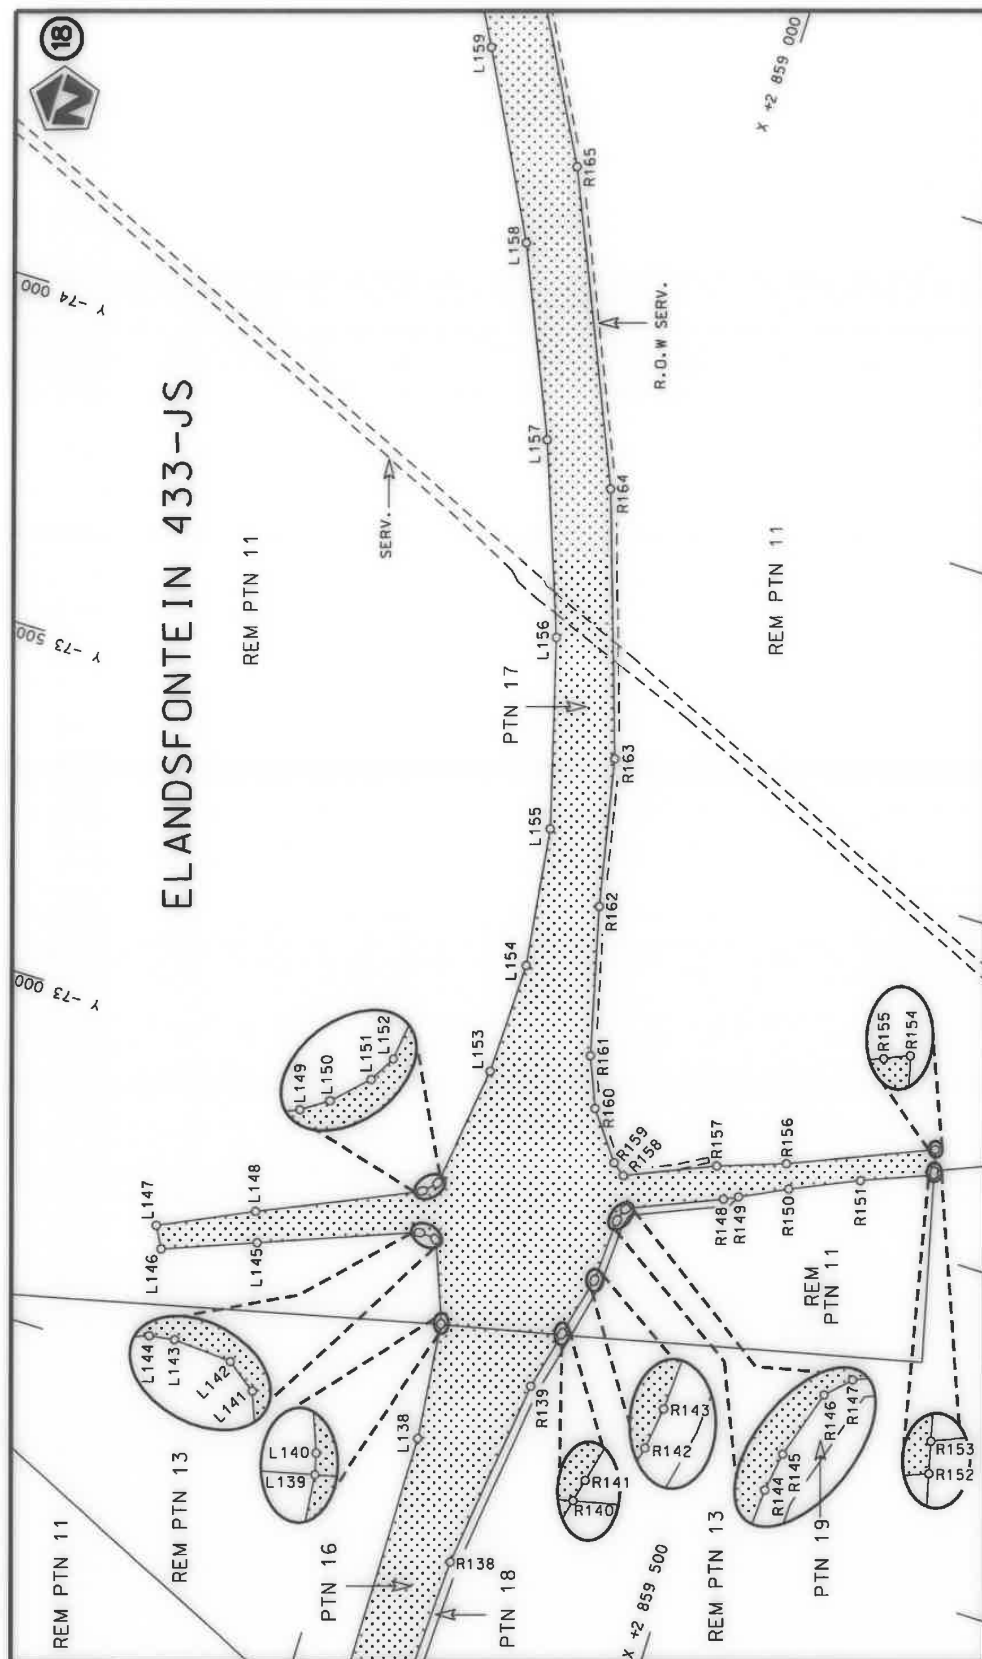 18
N
L159
X +2 859 000
R165
L158
Y -74 000
R.O.W SERV.
ELANDSFONTEIN 433-JS
L157
SERV.
R164
REM PTN 11
REM PTN 11
Y -73 500
L156
PTN 17
R163
L155
R162
L154
Y -73 000
L153
R161
R160
L149
L150
L151
L152
R155
R154
R159
R158
R157
R156
L147
L148
L146
L145
R148
R149
R150
R151
REM PTN 11
L144
L143
L142
L141
L140
L139
L138
R139
R143
R142
R141
R140
R147
R146
R145
R144
R153
R152
REM PTN 11
REM PTN 13
PTN 16
R138
PTN 18
X +2 859 500
REM PTN 13
PTN 19